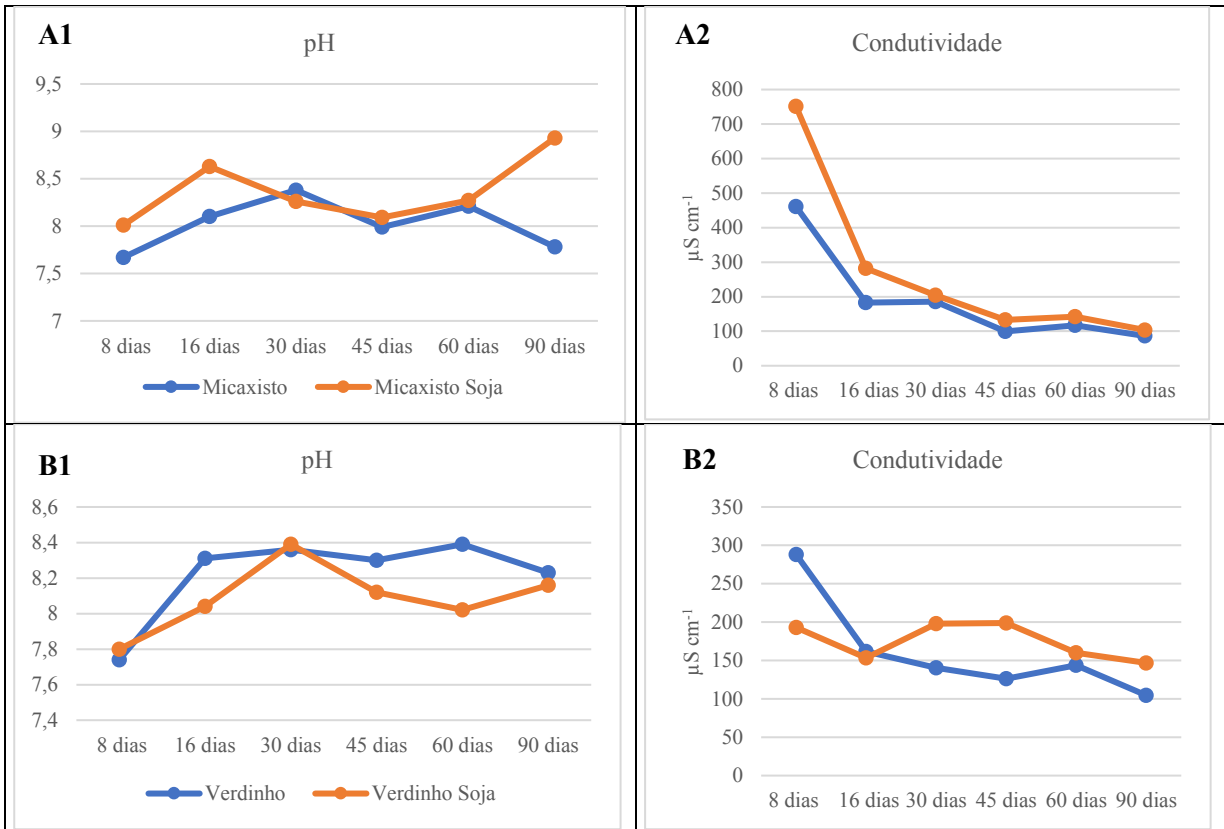 A1
pH
9,5
9
8,5
8
7,5
7
8 dias 16 dias 30 dias 45 dias 60 dias 90 dias
Micaxisto Micaxisto Soja
A2
Condutividade
µS cm⁻¹
800
700
600
500
400
300
200
100
0
8 dias 16 dias 30 dias 45 dias 60 dias 90 dias
B1
pH
8,6
8,4
8,2
8
7,8
7,6
7,4
8 dias 16 dias 30 dias 45 dias 60 dias 90 dias
Verdinho Verdinho Soja
B2
Condutividade
µS cm⁻¹
350
300
250
200
150
100
50
0
8 dias 16 dias 30 dias 45 dias 60 dias 90 dias